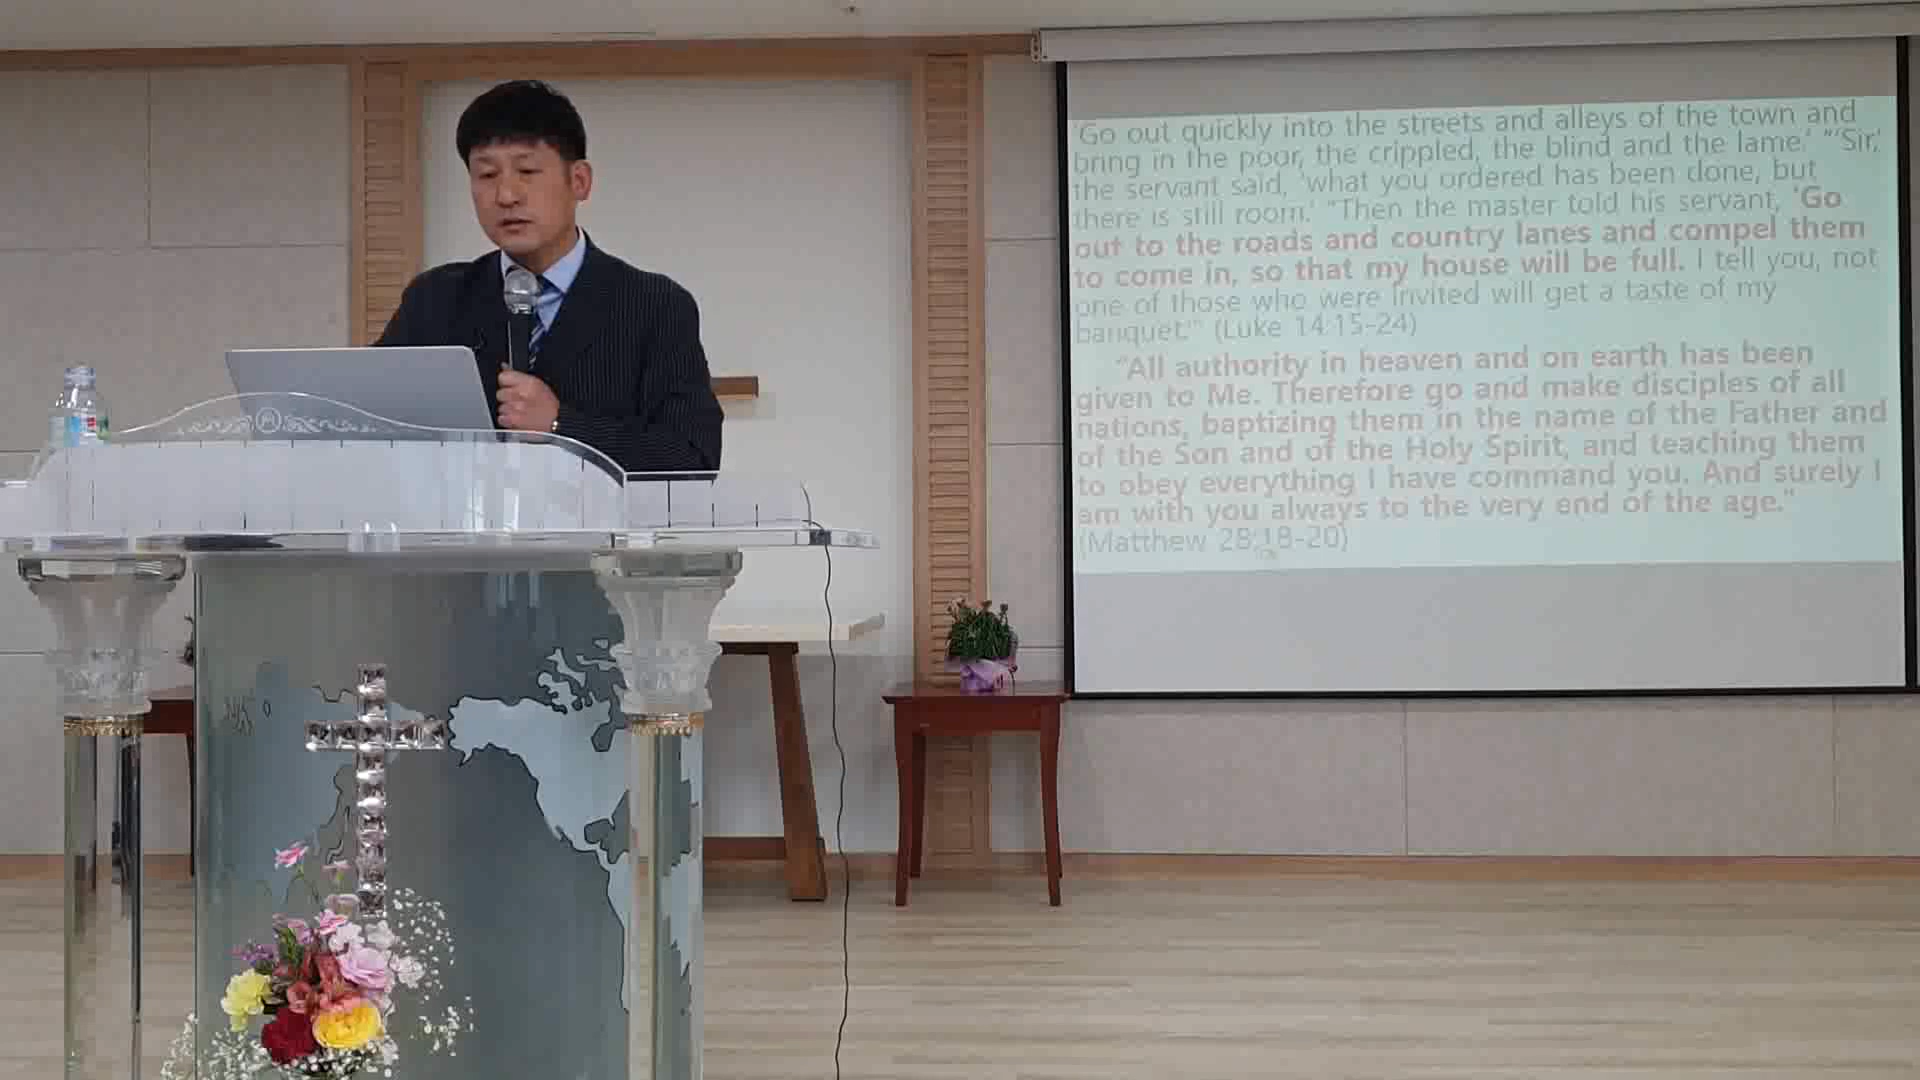 'Go out quickly into the streets and alleys of the town and
bring in the poor, the crippled, the blind and the lame.' "'Sir,'
the servant said, 'what you ordered has been done, but
there is still room.' "Then the master told his servant, 'Go
out to the roads and country lanes and compel them
to come in, so that my house will be full. I tell you, not
one of those who were invited will get a taste of my
banquet.'" (Luke 14:15-24)
"All authority in heaven and on earth has been
given to Me. Therefore go and make disciples of all
nations, baptizing them in the name of the Father and
of the Son and of the Holy Spirit, and teaching them
to obey everything I have command you. And surely I
am with you always to the very end of the age."
(Matthew 28:18-20)